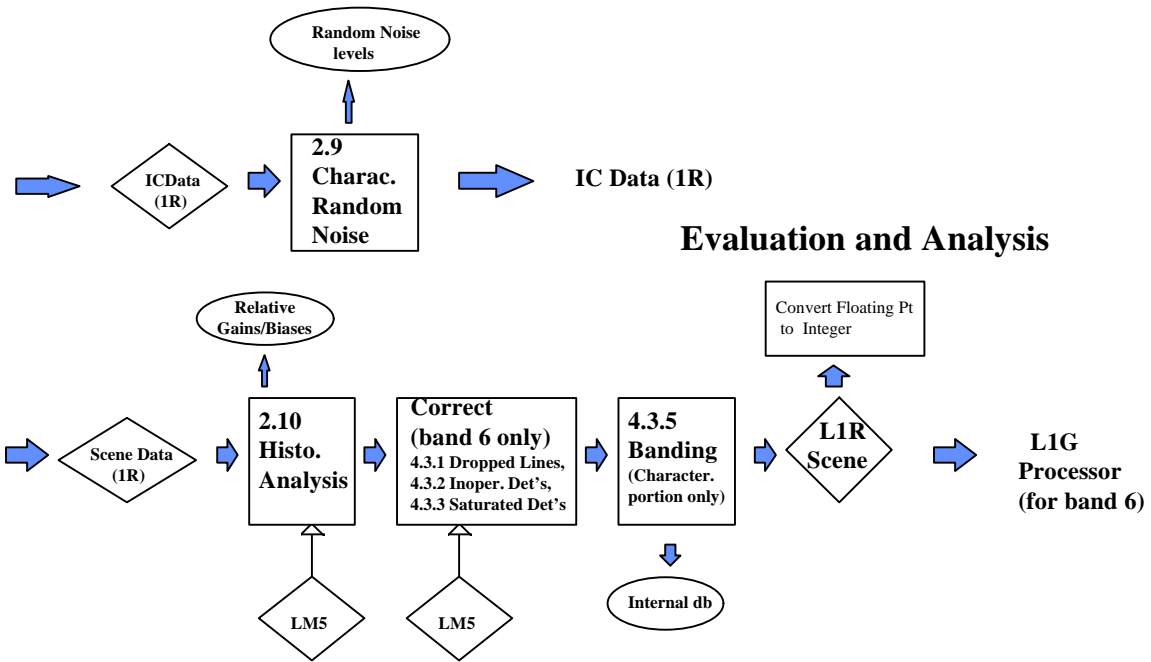 Random Noise
levels
ICData
(1R)
2.9
Charac.
Random
Noise
IC Data (1R)
Evaluation and Analysis
Relative
Gains/Biases
Convert Floating Pt
to Integer
Scene Data
(1R)
2.10
Histo.
Analysis
Correct
(band 6 only)
4.3.1 Dropped Lines,
4.3.2 Inoper. Det's,
4.3.3 Saturated Det's
4.3.5
Banding
(Character.
portion only)
L1R
Scene
L1G
Processor
(for band 6)
LM5
LM5
Internal db